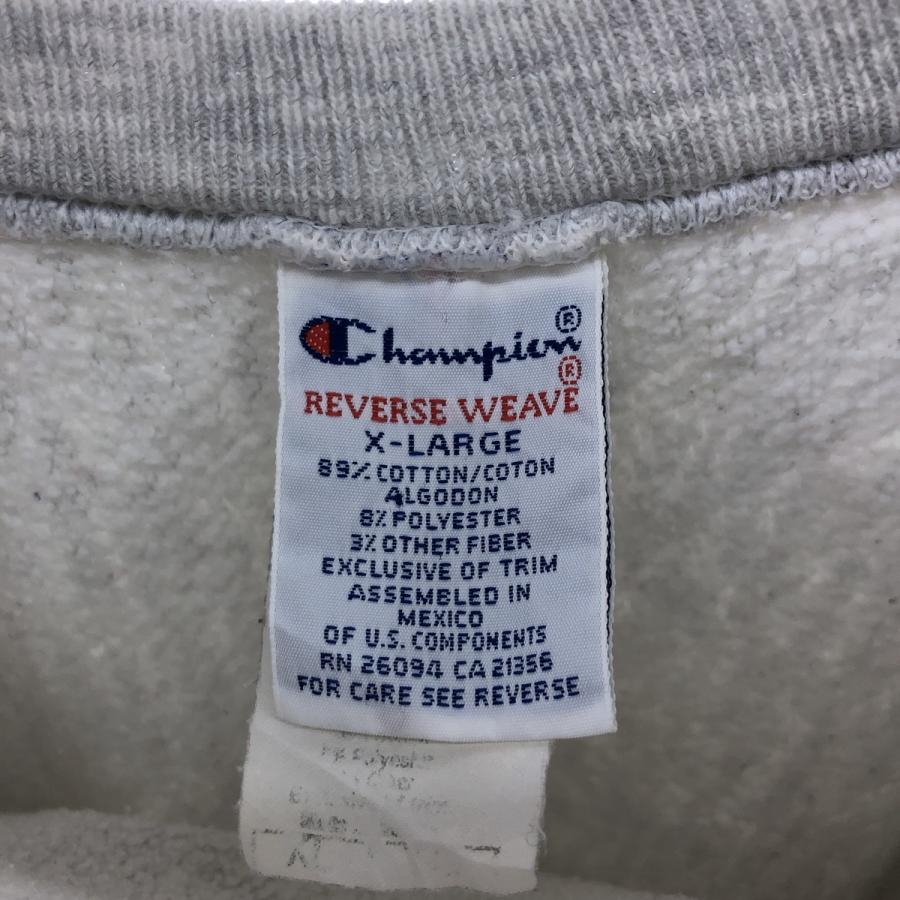 Champion®
REVERSE WEAVE®
X-LARGE
89% COTTON/COTON
ALGODON
8% POLYESTER
3% OTHER FIBER
EXCLUSIVE OF TRIM
ASSEMBLED IN
MEXICO
OF U.S. COMPONENTS
RN 26094 CA 21356
FOR CARE SEE REVERSE
Polyester